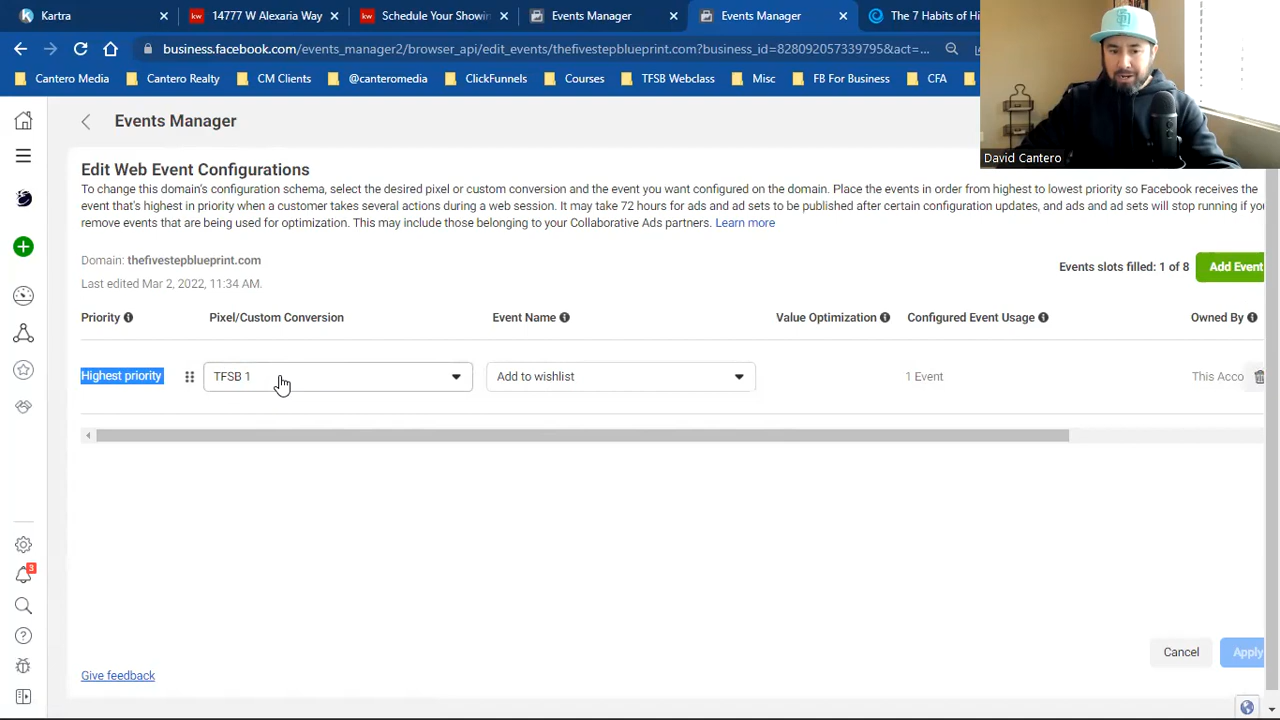 Kartra
kw 14777 W Alexaria Way
kw Schedule Your Showin
Events Manager
Events Manager
The 7 Habits of Hi
business.facebook.com/events_manager2/browser_api/edit_events/thefivestepblueprint.com?business_id=828092057339795&act=...
Cantero Media
Cantero Realty
CM Clients
@canteromedia
ClickFunnels
Courses
TFSB Webclass
Misc
FB For Business
CFA
David Cantero
Events Manager
Edit Web Event Configurations
To change this domain's configuration schema, select the desired pixel or custom conversion and the event you want configured on the domain. Place the events in order from highest to lowest priority so Facebook receives the
event that's highest in priority when a customer takes several actions during a web session. It may take 72 hours for ads and ad sets to be published after certain configuration updates, and ads and ad sets will stop running if you
remove events that are being used for optimization. This may include those belonging to your Collaborative Ads partners. Learn more
Domain: thefivestepblueprint.com
Events slots filled: 1 of 8
Add Event
Last edited Mar 2, 2022, 11:34 AM.
Priority
Pixel/Custom Conversion
Event Name
Value Optimization
Configured Event Usage
Owned By
Highest priority
TFSB 1
Add to wishlist
1 Event
This Acco
3
Cancel
Apply
Give feedback